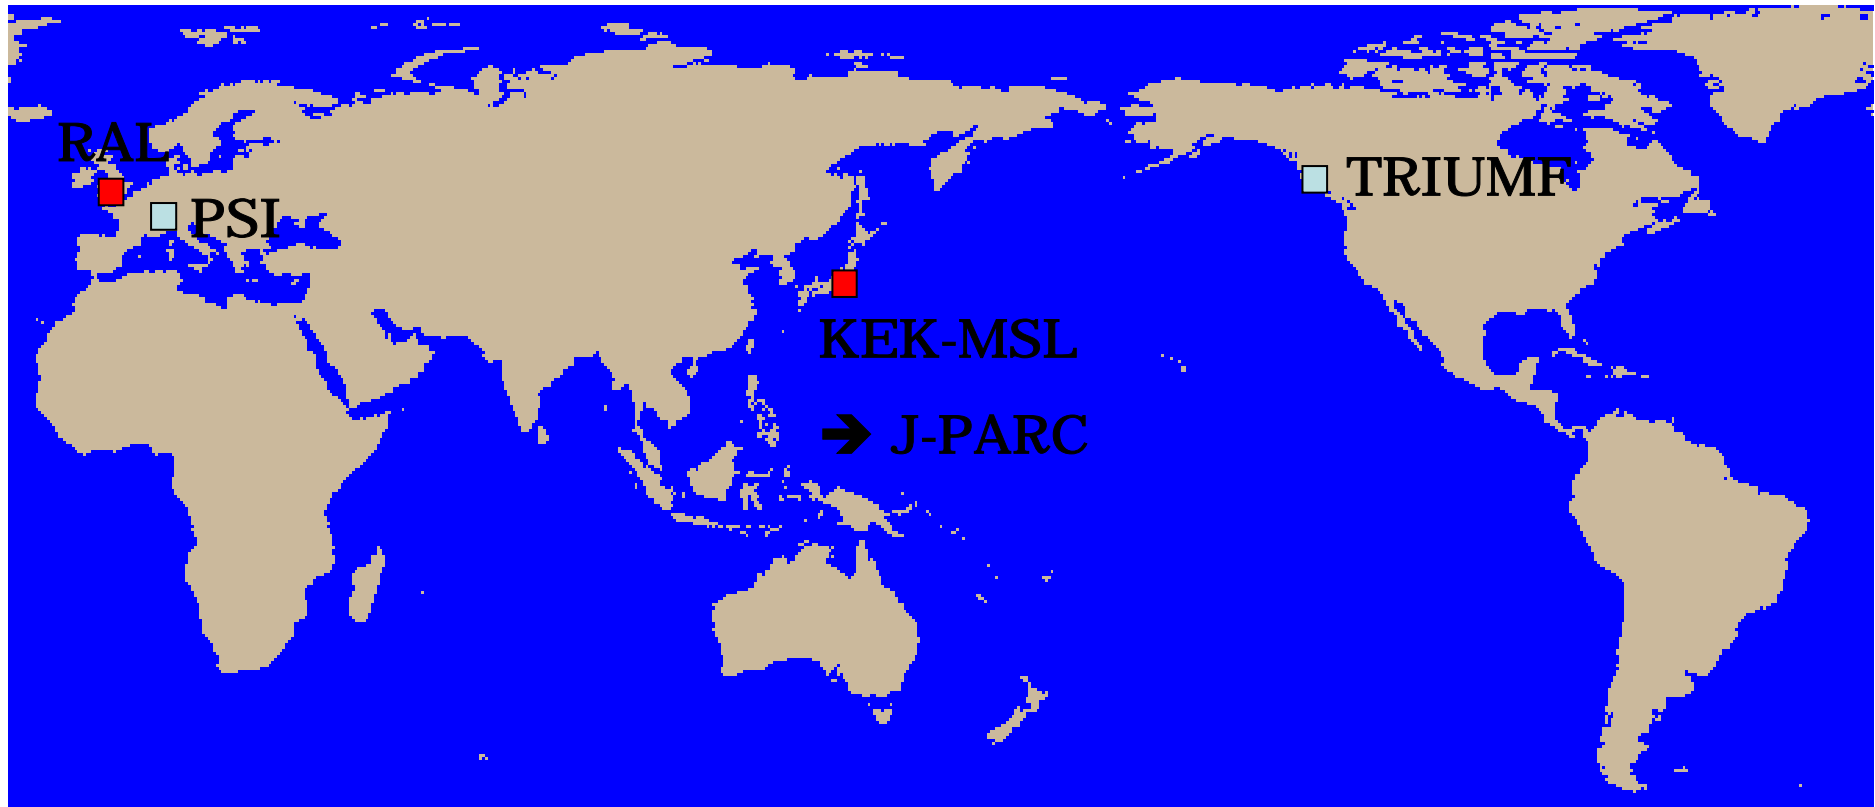 RAL
TRIUMF
PSI
KEK-MSL
➔ J-PARC